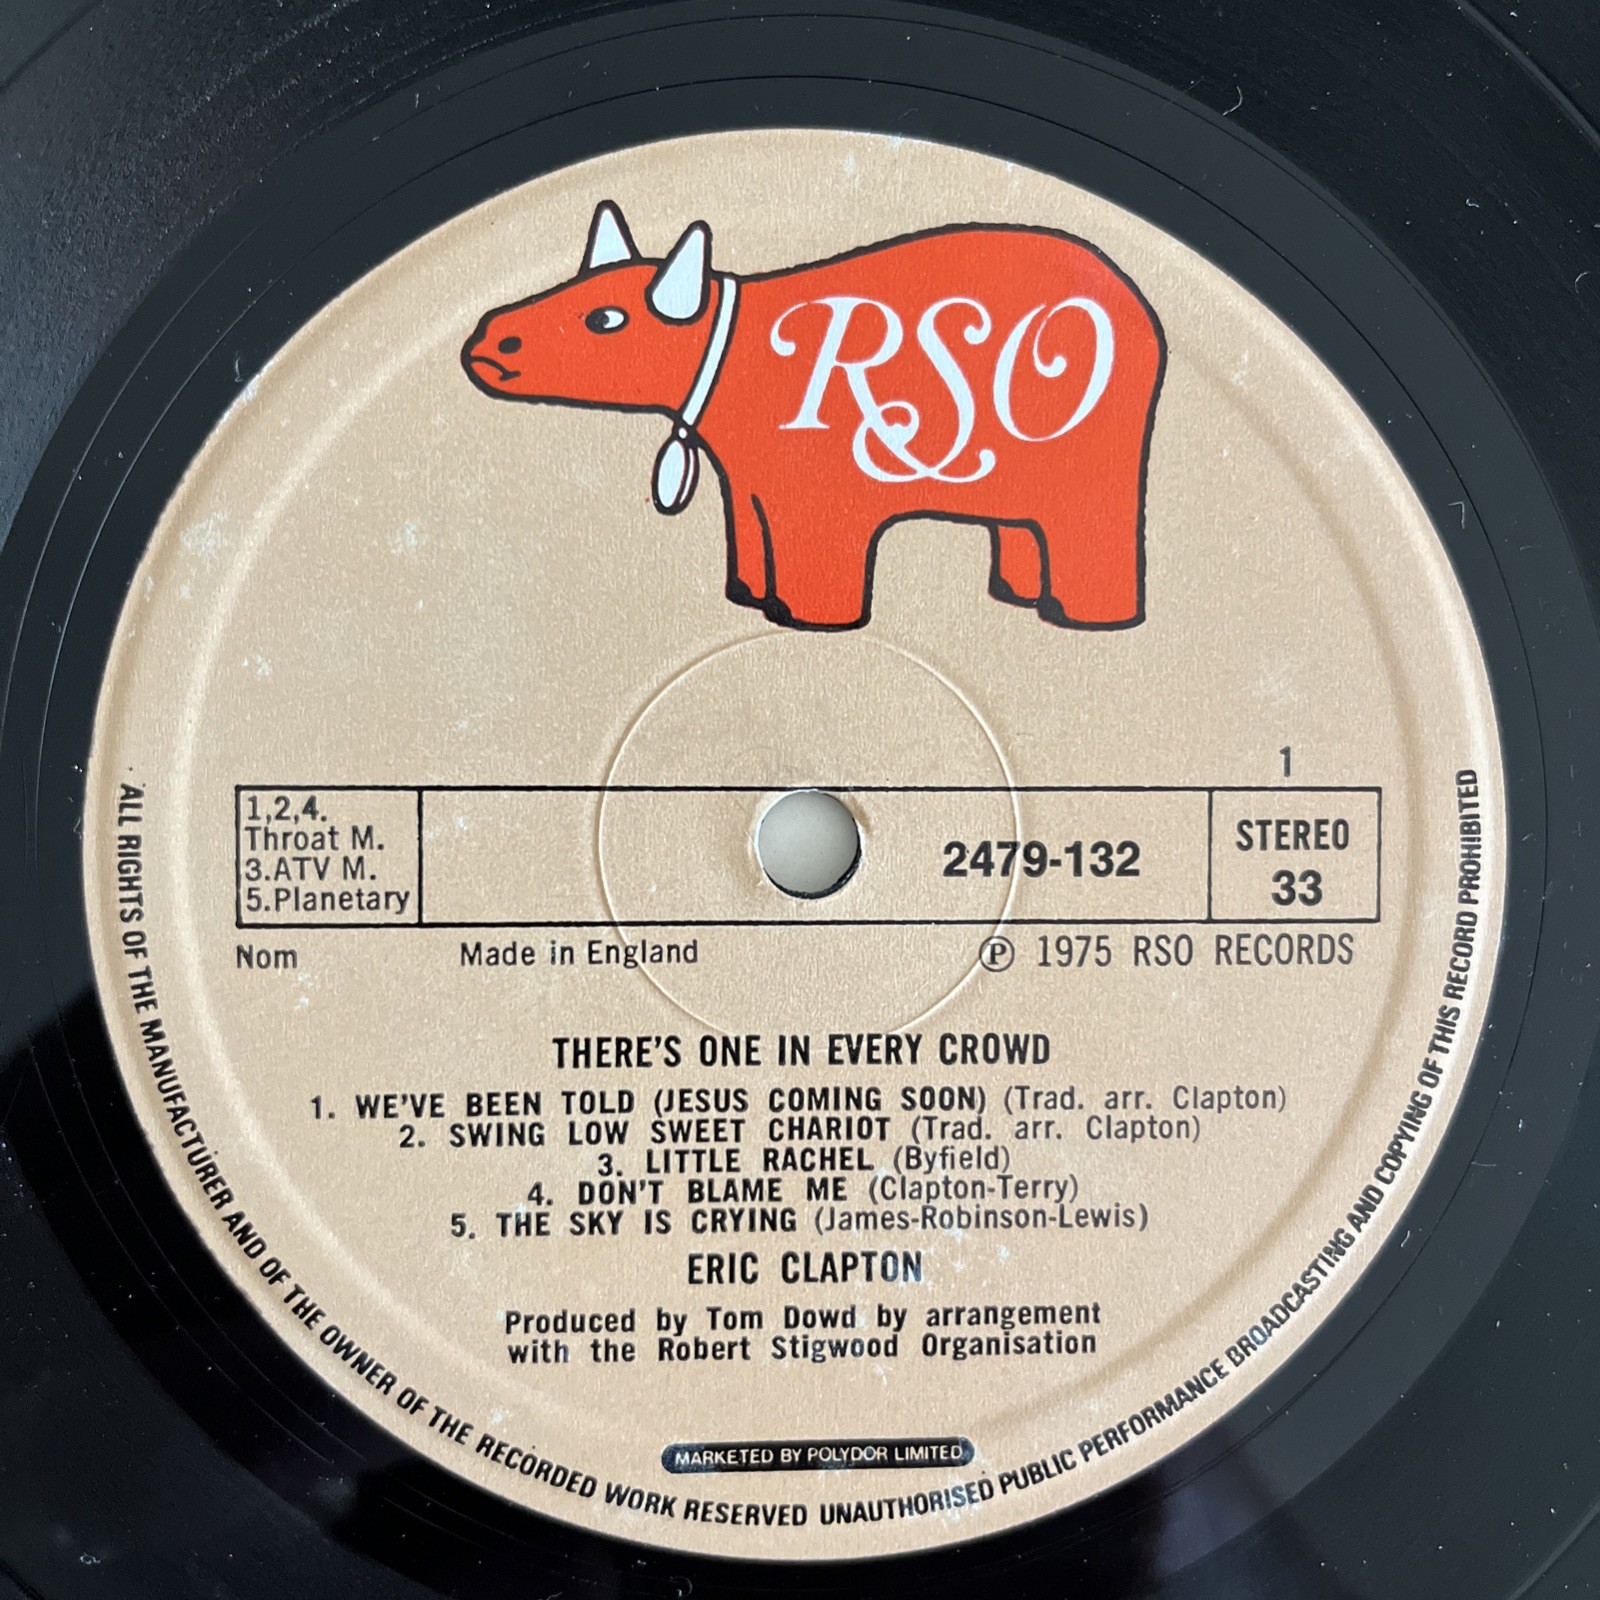 RSO
1
1,2,4.
Throat M.
3.ATV M.
5.Planetary
2479-132
STEREO
33
Nom
Made in England
℗ 1975 RSO RECORDS
THERE'S ONE IN EVERY CROWD
1. WE'VE BEEN TOLD (JESUS COMING SOON) (Trad. arr. Clapton)
2. SWING LOW SWEET CHARIOT (Trad. arr. Clapton)
3. LITTLE RACHEL (Byfield)
4. DON'T BLAME ME (Clapton-Terry)
5. THE SKY IS CRYING (James-Robinson-Lewis)
ERIC CLAPTON
Produced by Tom Dowd by arrangement
with the Robert Stigwood Organisation
MARKETED BY POLYDOR LIMITED
ALL RIGHTS OF THE MANUFACTURER AND OF THE OWNER OF THE RECORDED WORK RESERVED UNAUTHORISED PUBLIC PERFORMANCE BROADCASTING AND COPYING OF THIS RECORD PROHIBITED